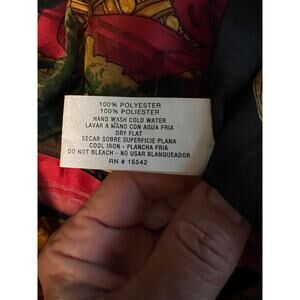 100% POLYESTER
100% POLIESTER
HAND WASH COLD WATER
LAVAR A MANO CON AGUA FRIA
DRY FLAT
SECAR SOBRE SUPERFICIE PLANA
COOL IRON - PLANCHA FRIA
DO NOT BLEACH - NO USAR BLANQUEADOR
RN # 15542